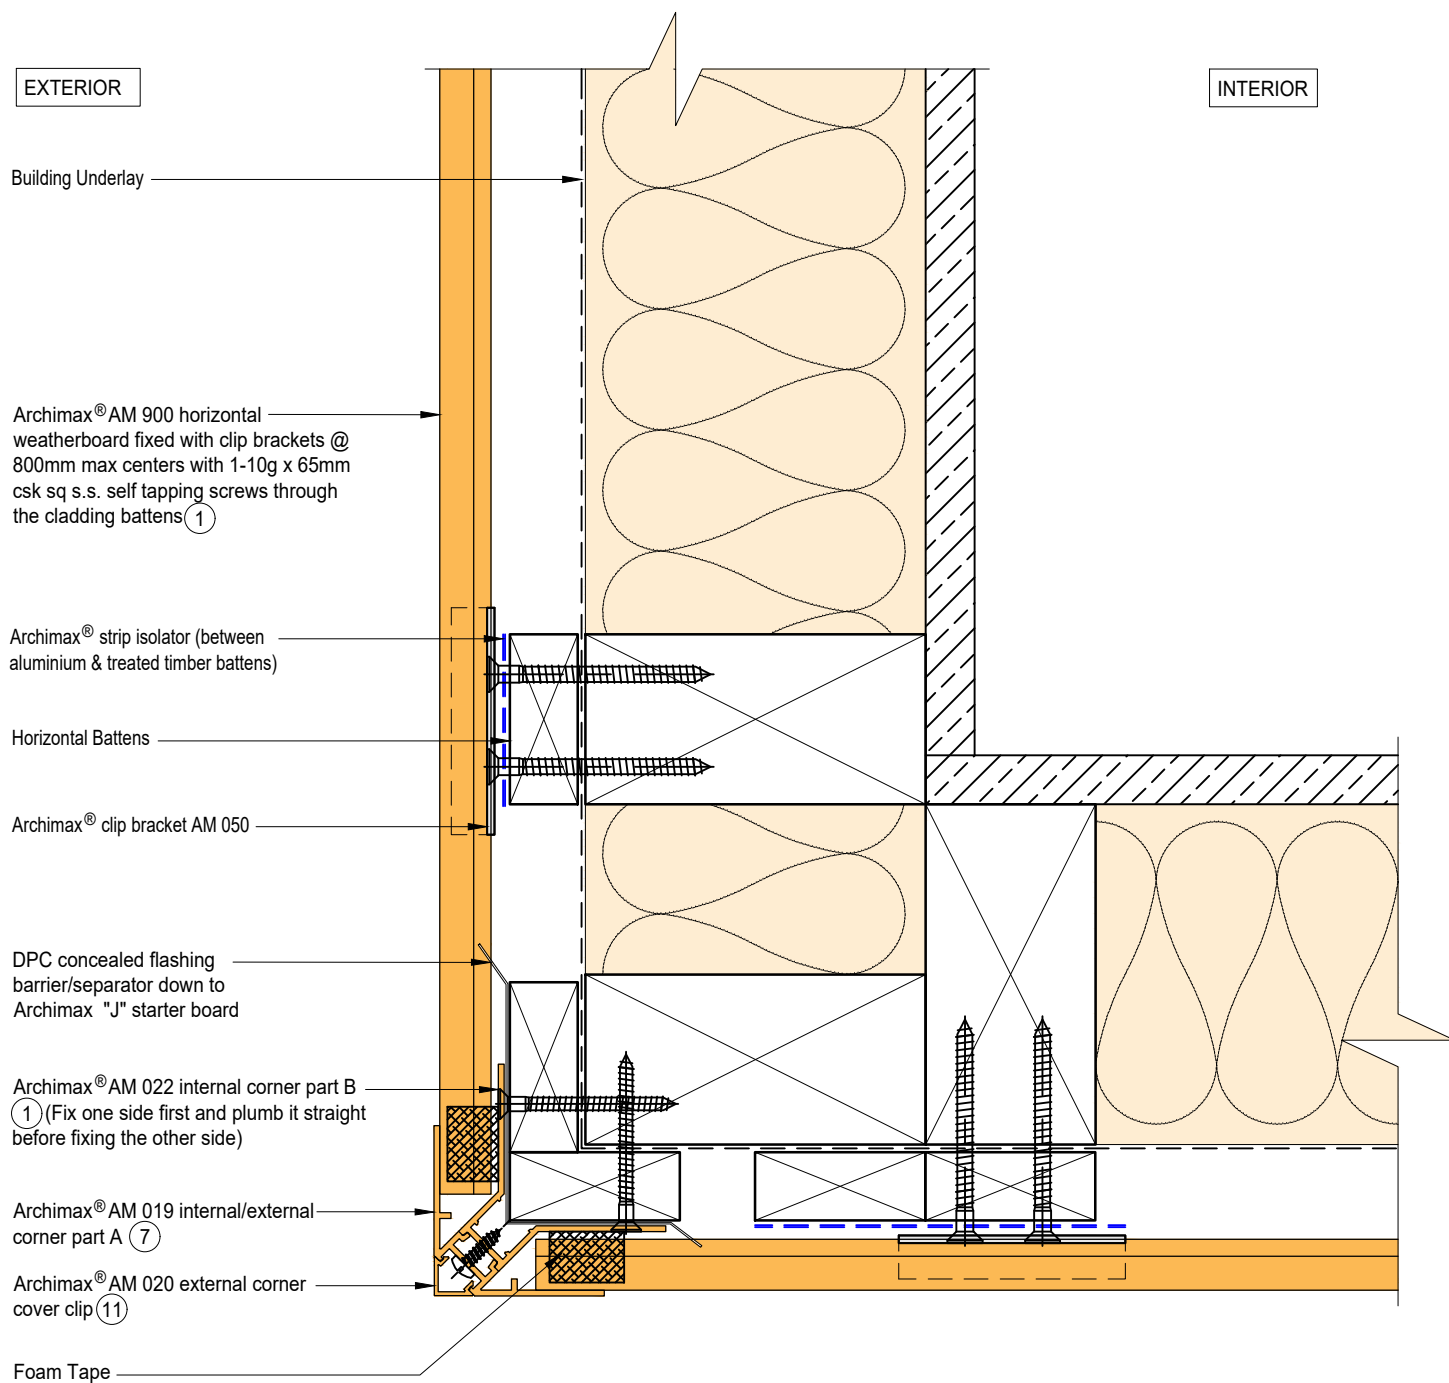 EXTERIOR
INTERIOR
Building Underlay
Archimax® AM 900 horizontal
weatherboard fixed with clip brackets @
800mm max centers with 1-10g x 65mm
csk sq s.s. self tapping screws through
the cladding battens 1
Archimax® strip isolator (between
aluminium & treated timber battens)
Horizontal Battens
Archimax® clip bracket AM 050
DPC concealed flashing
barrier/separator down to
Archimax "J" starter board
Archimax® AM 022 internal corner part B
1 (Fix one side first and plumb it straight
before fixing the other side)
Archimax® AM 019 internal/external
corner part A 7
Archimax® AM 020 external corner
cover clip 11
Foam Tape